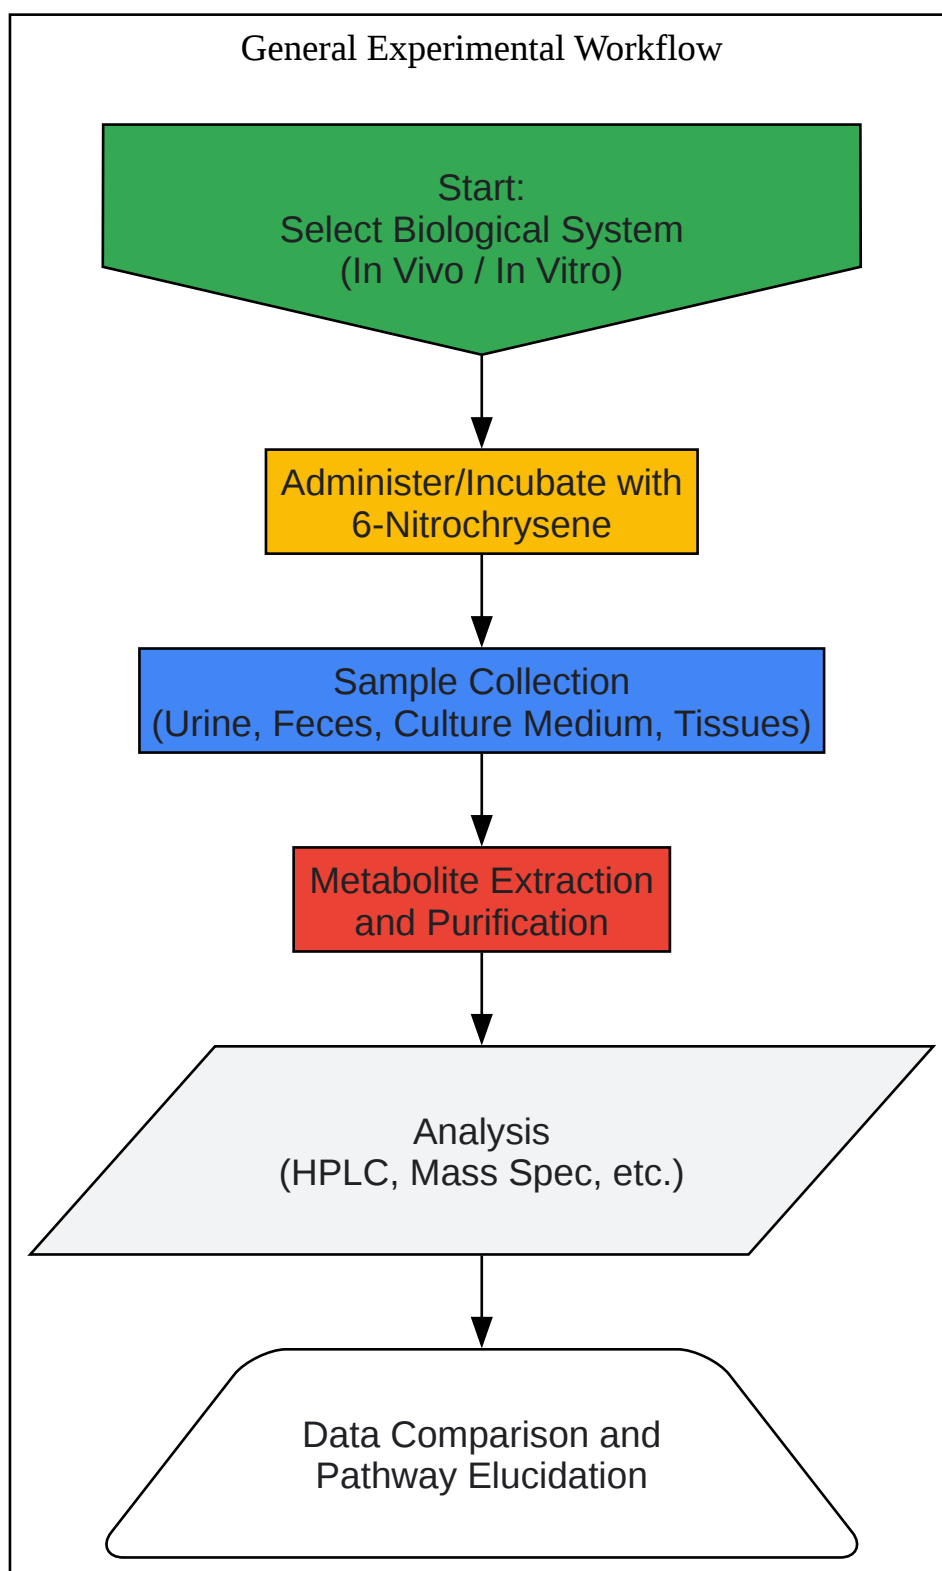 General Experimental Workflow
Start:
Select Biological System
(In Vivo / In Vitro)
Administer/Incubate with
6-Nitrochrysene
Sample Collection
(Urine, Feces, Culture Medium, Tissues)
Metabolite Extraction
and Purification
Analysis
(HPLC, Mass Spec, etc.)
Data Comparison and
Pathway Elucidation